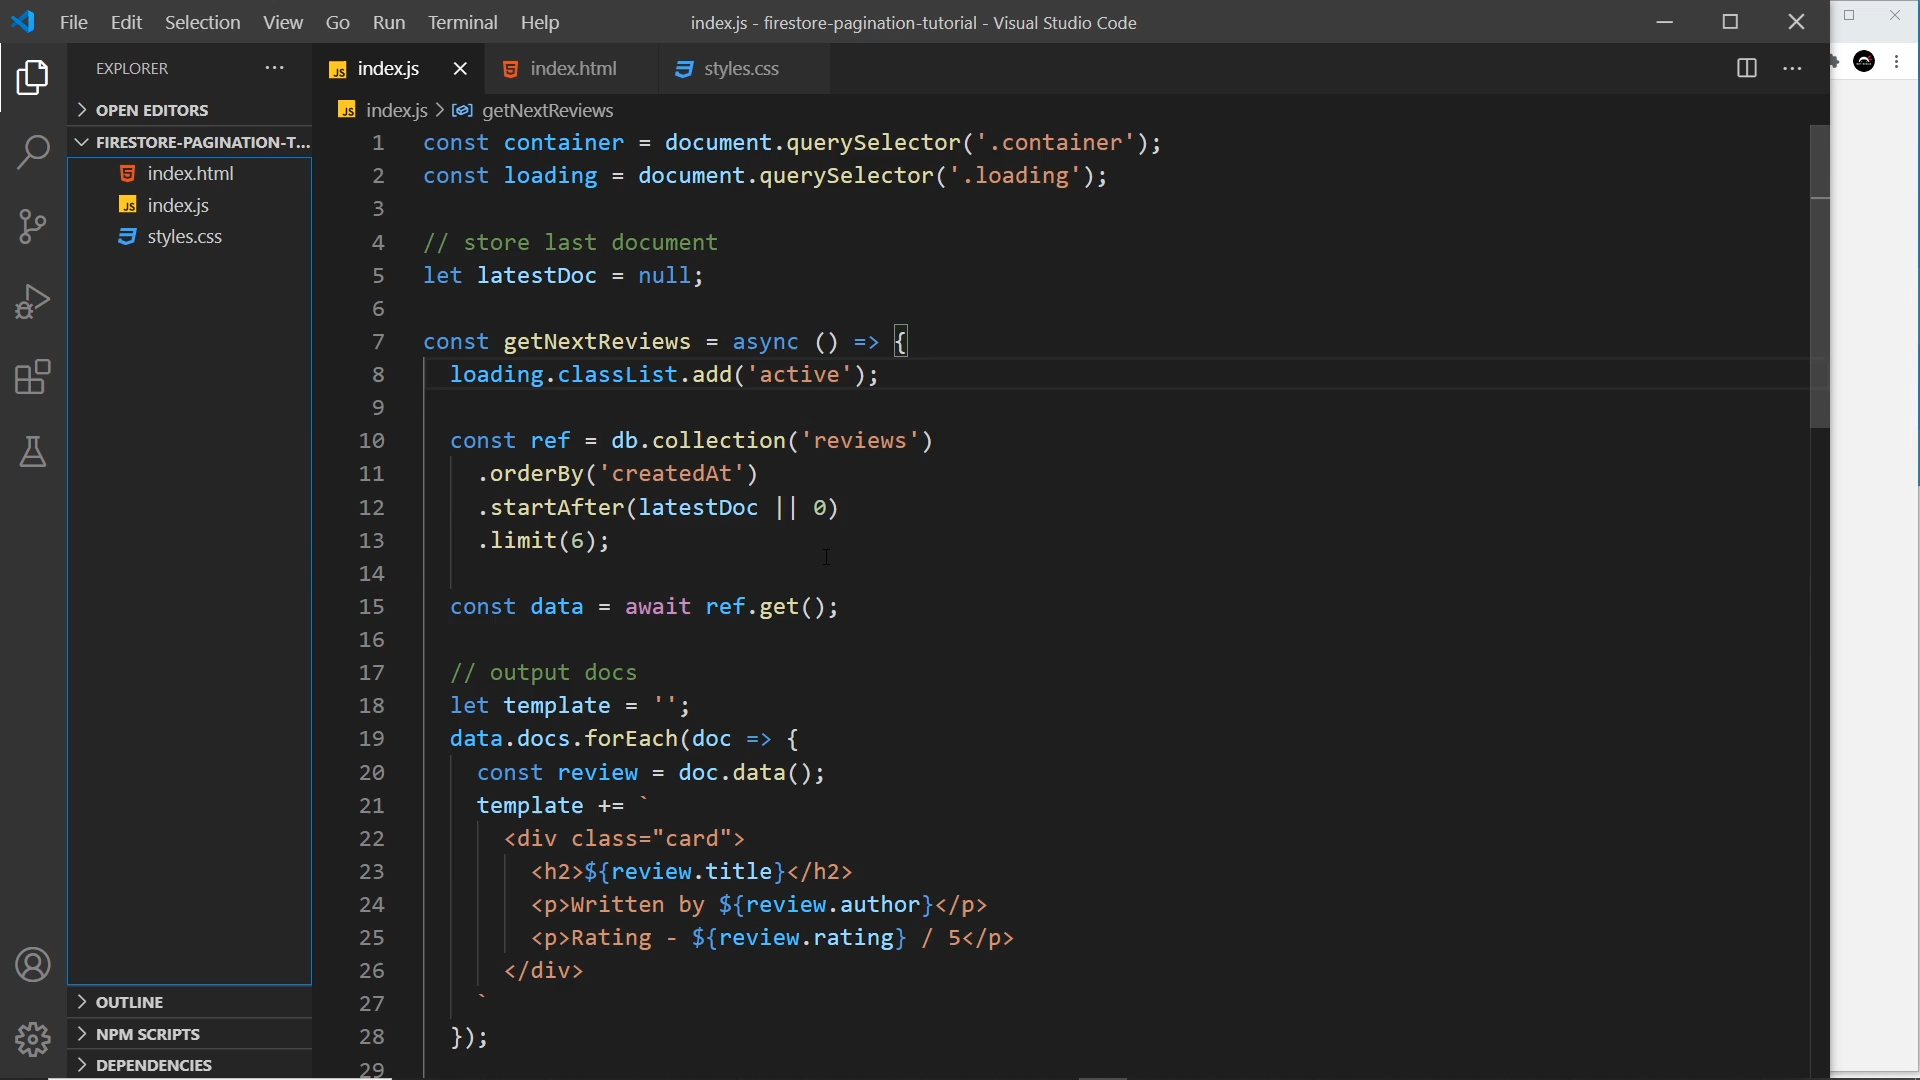 File Edit Selection View Go Run Terminal Help
index.js - firestore-pagination-tutorial - Visual Studio Code
EXPLORER
OPEN EDITORS
FIRESTORE-PAGINATION-T...
index.html
index.js
styles.css
OUTLINE
NPM SCRIPTS
DEPENDENCIES
index.js index.html styles.css
index.js > getNextReviews
1 const container = document.querySelector('.container');
2 const loading = document.querySelector('.loading');
3
4 // store last document
5 let latestDoc = null;
6
7 const getNextReviews = async () => {
8 loading.classList.add('active');
9
10 const ref = db.collection('reviews')
11 .orderBy('createdAt')
12 .startAfter(latestDoc || 0)
13 .limit(6);
14
15 const data = await ref.get();
16
17 // output docs
18 let template = '';
19 data.docs.forEach(doc => {
20 const review = doc.data();
21 template += `
22 <div class="card">
23 <h2>${review.title}</h2>
24 <p>Written by ${review.author}</p>
25 <p>Rating - ${review.rating} / 5</p>
26 </div>
27 `
28 });
29